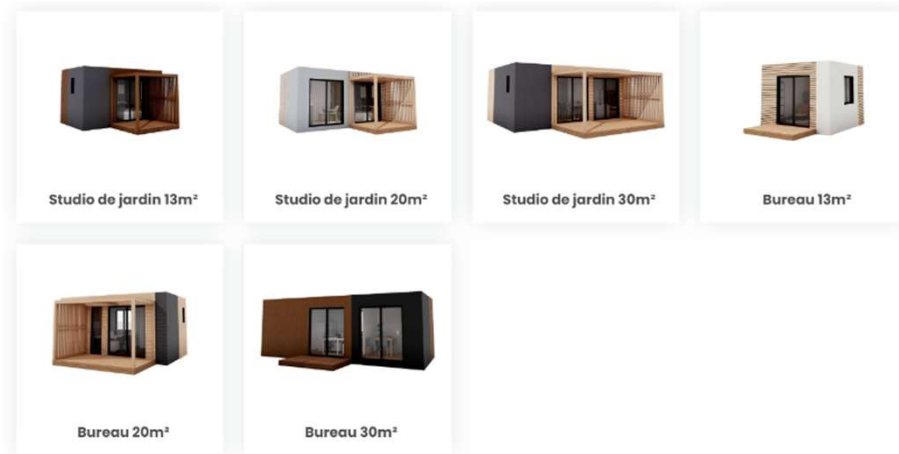 Studio de jardin 13m²
Studio de jardin 20m²
Studio de jardin 30m²
Bureau 13m²
Bureau 20m²
Bureau 30m²